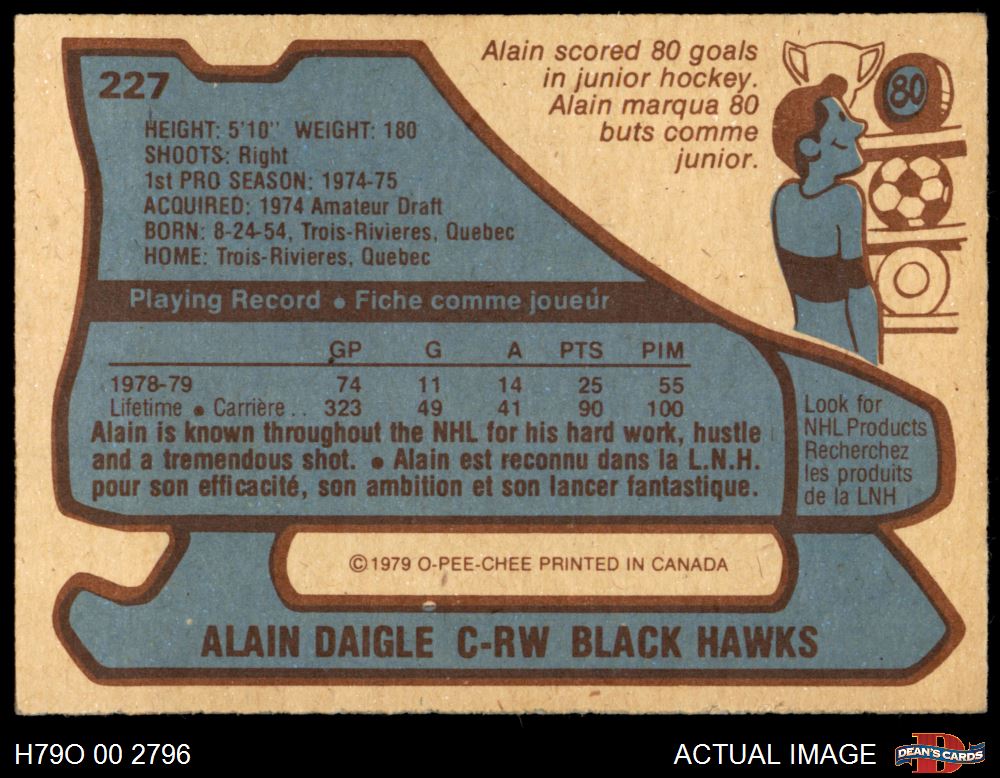 227
Alain scored 80 goals
in junior hockey.
Alain marqua 80
buts comme
junior.
80
HEIGHT: 5'10" WEIGHT: 180
SHOOTS: Right
1st PRO SEASON: 1974-75
ACQUIRED: 1974 Amateur Draft
BORN: 8-24-54, Trois-Rivieres, Quebec
HOME: Trois-Rivieres, Quebec
Playing Record • Fiche comme joueur
GP G A PTS PIM
1978-79 74 11 14 25 55
Lifetime • Carrière .. 323 49 41 90 100
Alain is known throughout the NHL for his hard work, hustle
and a tremendous shot. • Alain est reconnu dans la L.N.H.
pour son efficacité, son ambition et son lancer fantastique.
Look for
NHL Products
Recherchez
les produits
de la LNH
©1979 O-PEE-CHEE PRINTED IN CANADA
ALAIN DAIGLE C-RW BLACK HAWKS
H79O 00 2796
ACTUAL IMAGE
DEAN'S CARDS